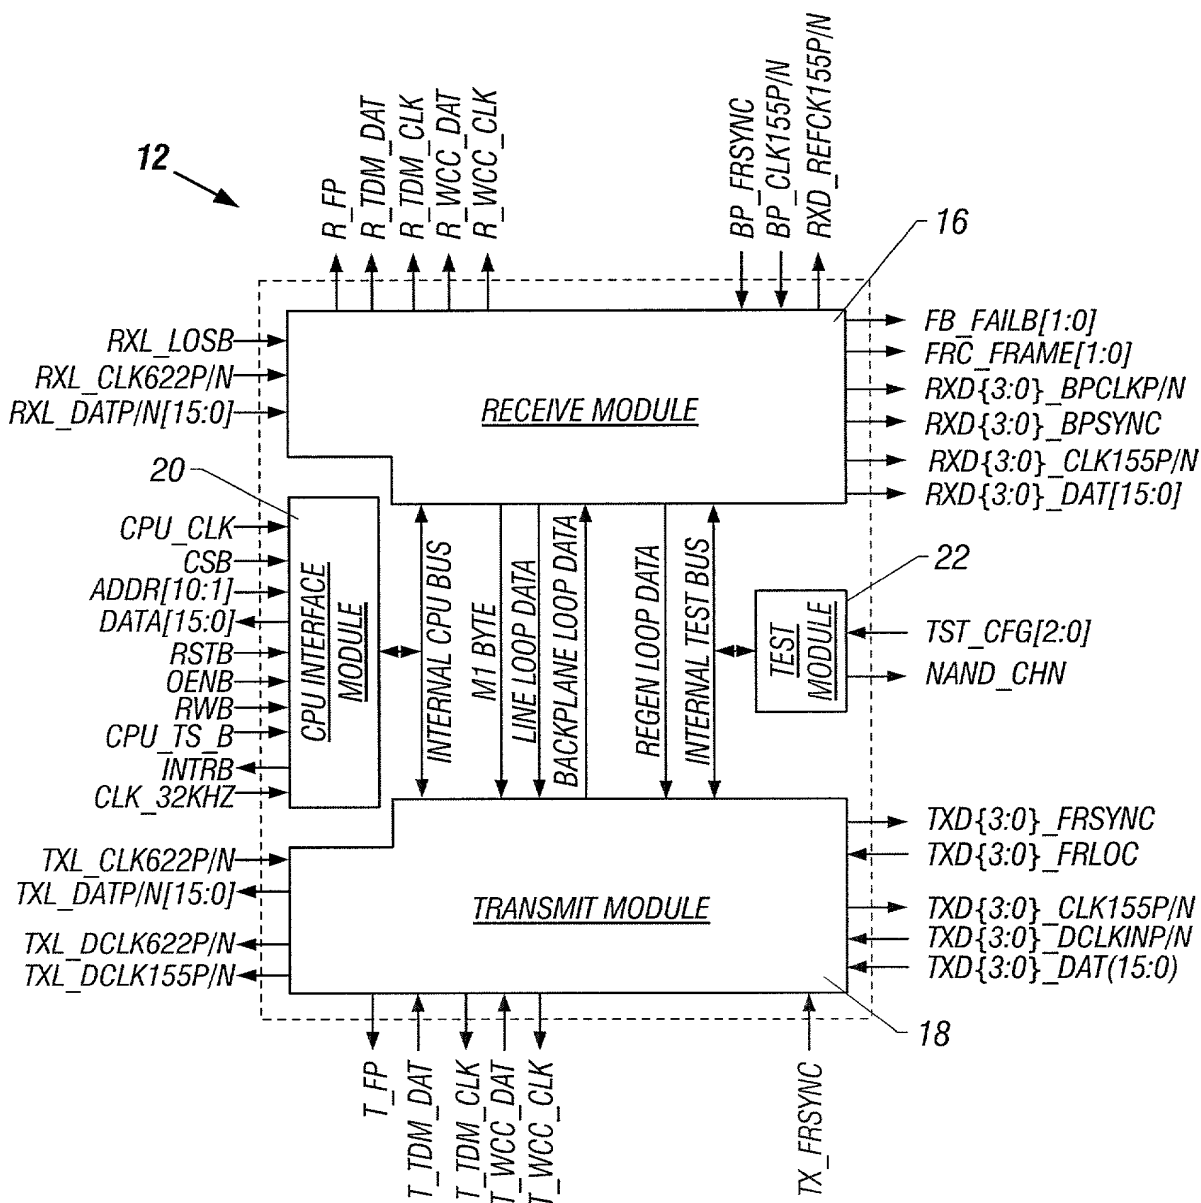 12
R_FP
R_TDM_DAT
R_TDM_CLK
R_WCC_DAT
R_WCC_CLK
BP_FRSYNC
BP_CLK155P/N
RXD_REFCK155P/N
16
RXL_LOSB
RXL_CLK622P/N
RXL_DATP/N[15:0]
RECEIVE MODULE
FB_FAILB[1:0]
FRC_FRAME[1:0]
RXD{3:0}_BPCLKP/N
RXD{3:0}_BPSYNC
RXD{3:0}_CLK155P/N
RXD{3:0}_DAT[15:0]
20
CPU_CLK
CSB
ADDR[10:1]
DATA[15:0]
RSTB
OENB
RWB
CPU_TS_B
INTRB
CLK_32KHZ
CPU INTERFACE
MODULE
INTERNAL CPU BUS
M1 BYTE
LINE LOOP DATA
BACKPLANE LOOP DATA
REGEN LOOP DATA
INTERNAL TEST BUS
TEST
MODULE
22
TST_CFG[2:0]
NAND_CHN
TXL_CLK622P/N
TXL_DATP/N[15:0]
TXL_DCLK622P/N
TXL_DCLK155P/N
TRANSMIT MODULE
TXD{3:0}_FRSYNC
TXD{3:0}_FRLOC
TXD{3:0}_CLK155P/N
TXD{3:0}_DCLKINP/N
TXD{3:0}_DAT(15:0)
18
T_FP
T_TDM_DAT
T_TDM_CLK
T_WCC_DAT
T_WCC_CLK
TX_FRSYNC